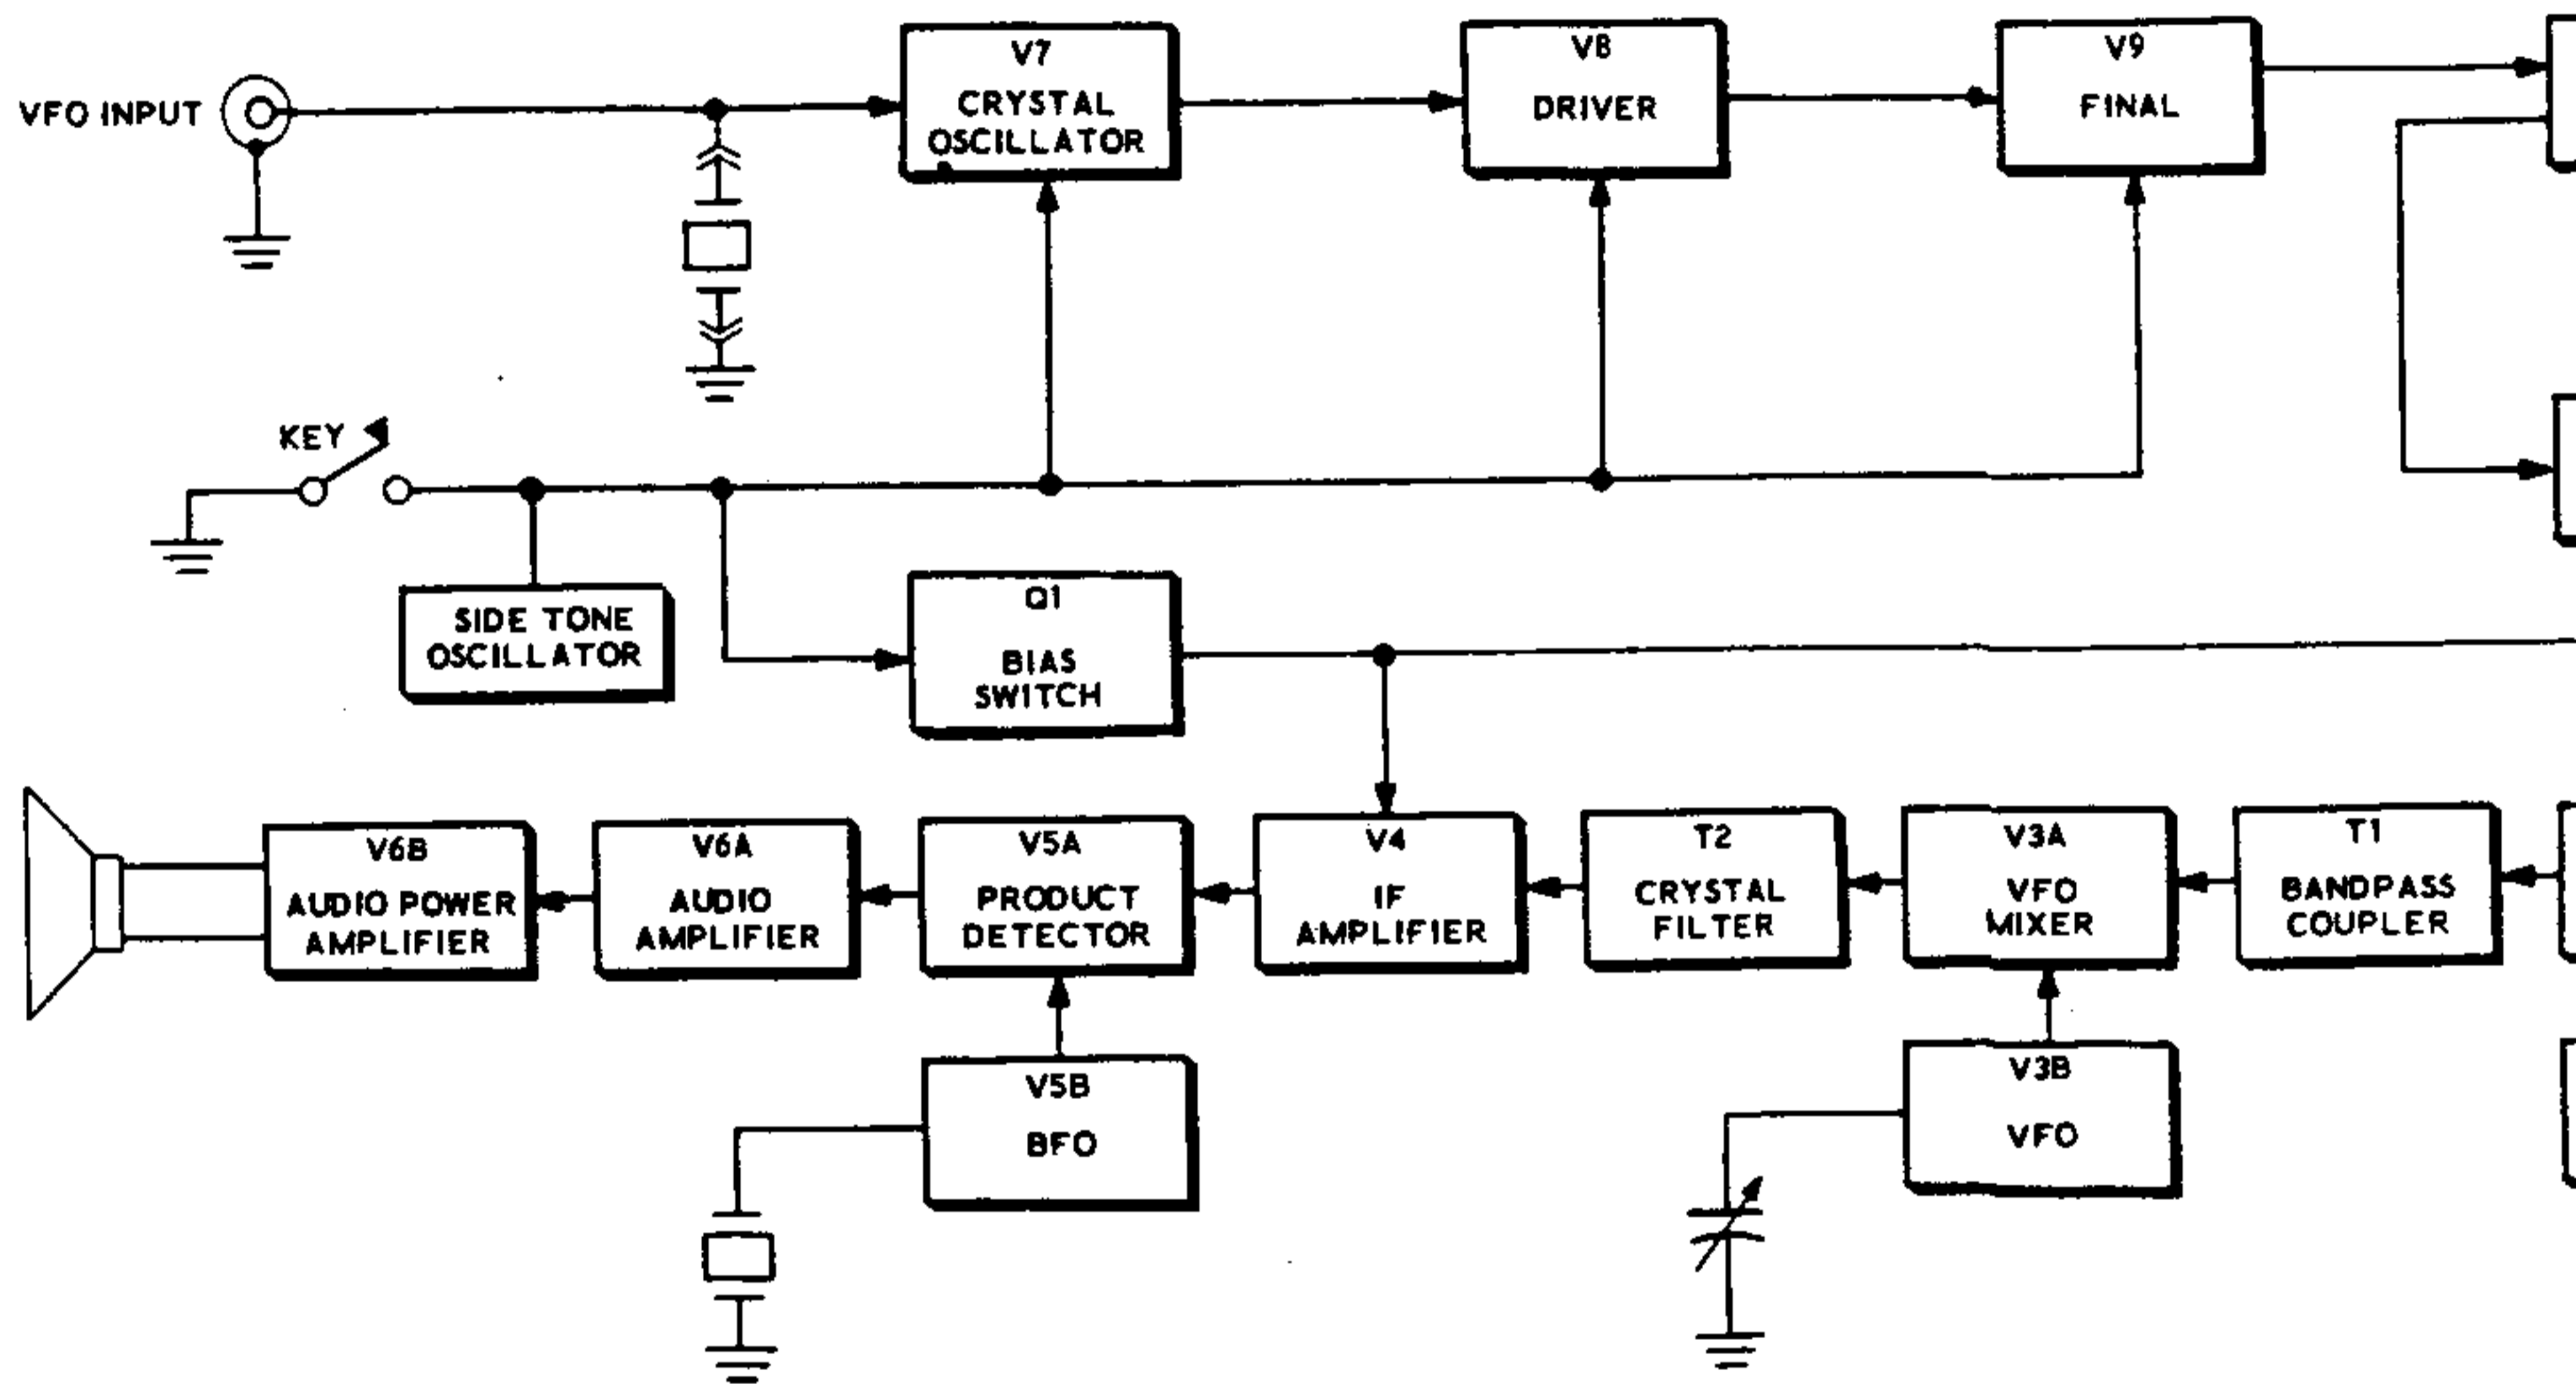 VFO INPUT
V7
CRYSTAL
OSCILLATOR
V8
DRIVER
V9
FINAL
KEY
SIDE TONE
OSCILLATOR
Q1
BIAS
SWITCH
V6B
AUDIO POWER
AMPLIFIER
V6A
AUDIO
AMPLIFIER
V5A
PRODUCT
DETECTOR
V4
IF
AMPLIFIER
T2
CRYSTAL
FILTER
V3A
VFO
MIXER
T1
BANDPASS
COUPLER
V5B
BFO
V3B
VFO